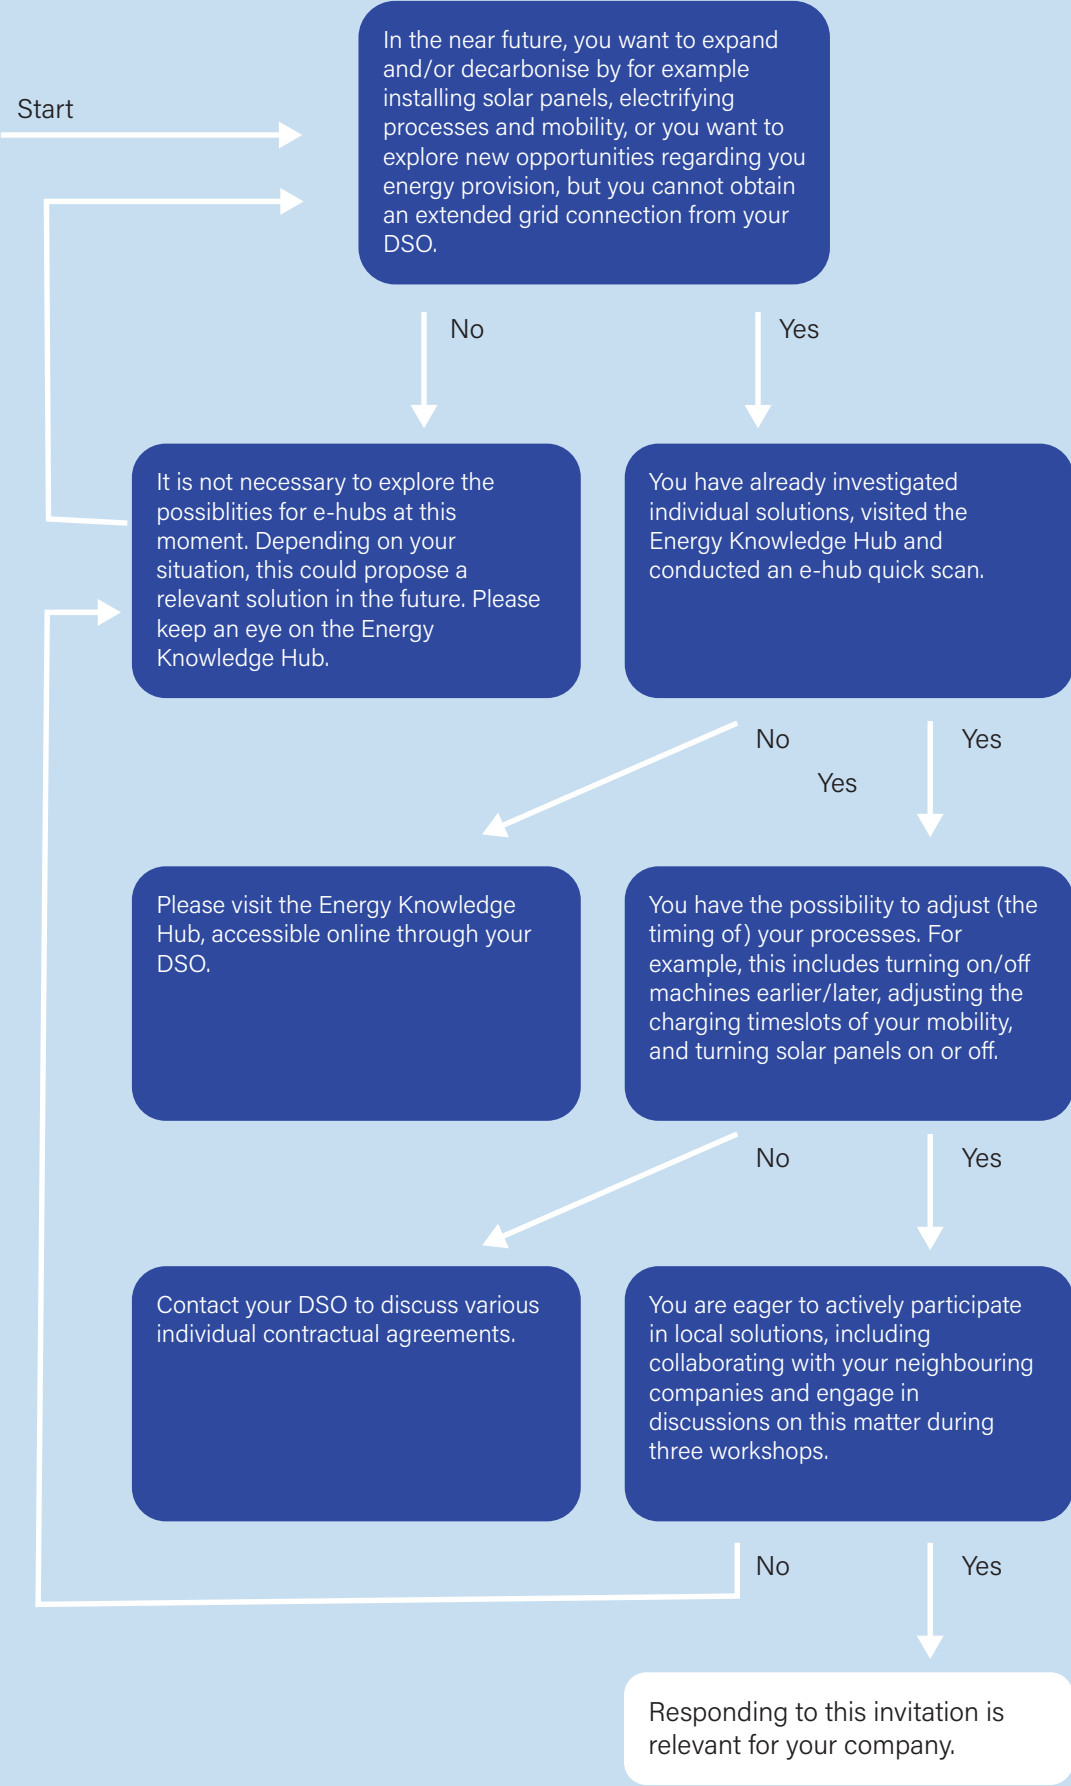 Start
In the near future, you want to expand
and/or decarbonise by for example
installing solar panels, electrifying
processes and mobility, or you want to
explore new opportunities regarding you
energy provision, but you cannot obtain
an extended grid connection from your
DSO.
No
Yes
It is not necessary to explore the
possiblities for e-hubs at this
moment. Depending on your
situation, this could propose a
relevant solution in the future. Please
keep an eye on the Energy
Knowledge Hub.
You have already investigated
individual solutions, visited the
Energy Knowledge Hub and
conducted an e-hub quick scan.
No
Yes
Yes
Please visit the Energy Knowledge
Hub, accessible online through your
DSO.
You have the possibility to adjust (the
timing of) your processes. For
example, this includes turning on/off
machines earlier/later, adjusting the
charging timeslots of your mobility,
and turning solar panels on or off.
No
Yes
Contact your DSO to discuss various
individual contractual agreements.
You are eager to actively participate
in local solutions, including
collaborating with your neighbouring
companies and engage in
discussions on this matter during
three workshops.
No
Yes
Responding to this invitation is
relevant for your company.